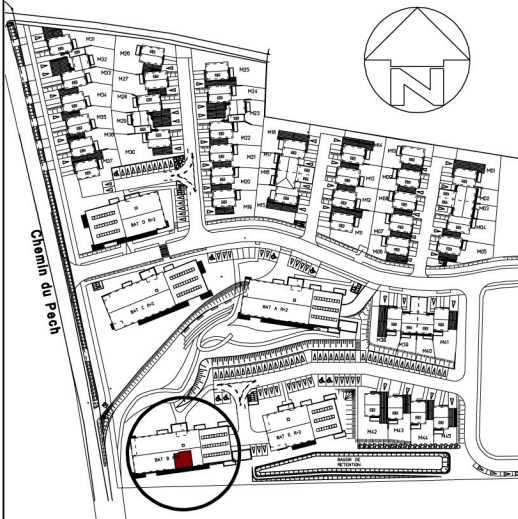 N
M31
M26
M32
M25
M33
M27
M24
M34
M28
M23
M35
M29
M18
M14
M22
M36
M30
M17
M13
M21
M10
M01
M37
M16
M09
M20
M12
M02
M08
M03
M19
M15
M11
M07
M04
M06
M05
BAT D R+2
Chemin du Pech
BAT C R+2
BAT A R+2
M38
M39
M40
M41
BAT B
BAT E R+2
M42
M43
M44
M45
BASSIN DE
RETENTION